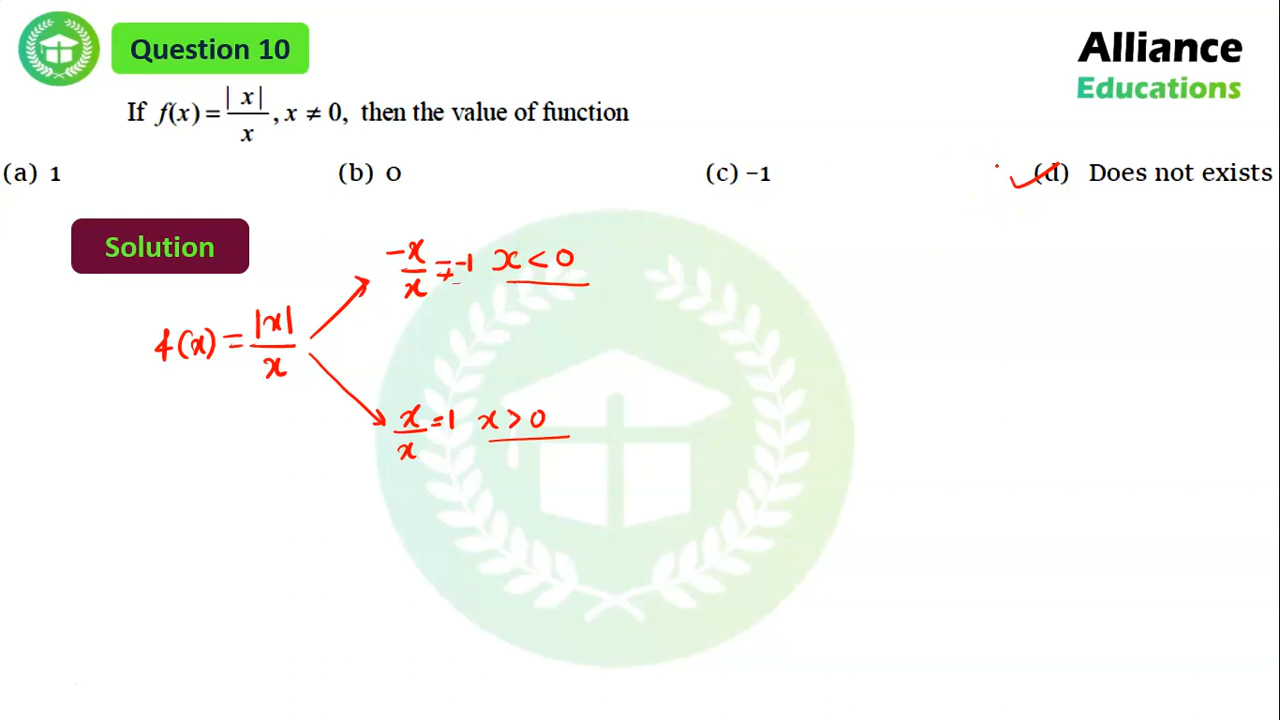 Question 10
Alliance
Educations
If f(x) = |x|/x, x ≠ 0, then the value of function
(a) 1 (b) 0 (c) -1 (d) Does not exists
Solution
-x/x = -1 x < 0
f(x) = |x|/x
x/x = 1 x > 0